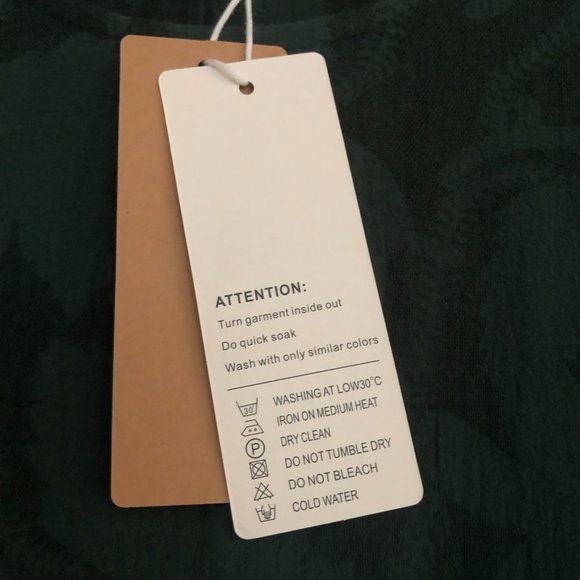 ATTENTION:
Turn garment inside out
Do quick soak
Wash with only similar colors
30 WASHING AT LOW30°C
IRON ON MEDIUM HEAT
P DRY CLEAN
DO NOT TUMBLE DRY
DO NOT BLEACH
COLD WATER